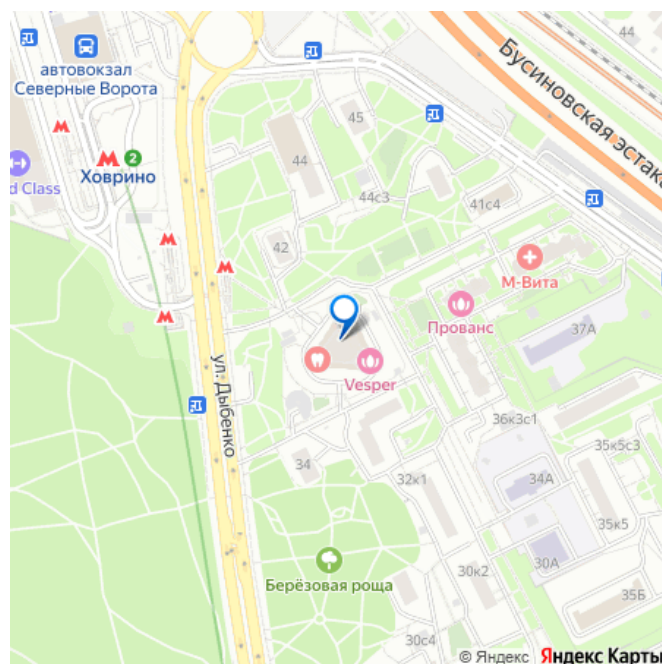 44
Бусиновская эстака
автовокзал
Северные Ворота
45
44
М
М
2
Ховрино
d Class
44с3
41с4
42
М
М
М
М-Вита
Прованс
37А
ул. Дыбенко
Vesper
36к3с1
35к5с3
34
32к1
34А
35к5
30А
Берёзовая роща
30к2
35Б
30с4
© Яндекс Яндекс Карты